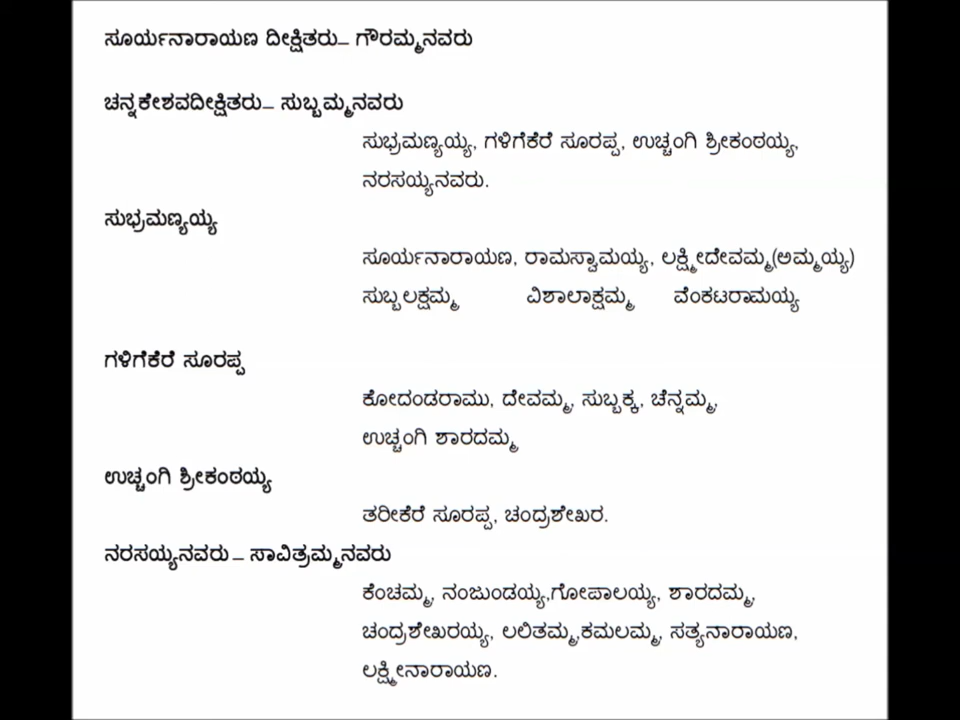 ಸೂರ್ಯನಾರಾಯಣ ದೀಕ್ಷಿತರು– ಗೌರಮ್ಮನವರು
ಚನ್ನಕೇಶವದೀಕ್ಷಿತರು– ಸುಬ್ಬಮ್ಮನವರು
ಸುಭ್ರಮಣ್ಯಯ್ಯ, ಗಳಿಗೆಕೆರೆ ಸೂರಪ್ಪ, ಉಚ್ಚಂಗಿ ಶ್ರೀಕಂಠಯ್ಯ,
ನರಸಯ್ಯನವರು.
ಸುಭ್ರಮಣ್ಯಯ್ಯ
ಸೂರ್ಯನಾರಾಯಣ, ರಾಮಸ್ವಾಮಯ್ಯ, ಲಕ್ಷ್ಮೀದೇವಮ್ಮ(ಅಮ್ಮಯ್ಯ)
ಸುಬ್ಬಲಕ್ಷಮ್ಮ ವಿಶಾಲಾಕ್ಷಮ್ಮ ವೆಂಕಟರಾಮಯ್ಯ
ಗಳಿಗೆಕೆರೆ ಸೂರಪ್ಪ
ಕೋದಂಡರಾಮು, ದೇವಮ್ಮ, ಸುಬ್ಬಕ್ಕ, ಚೆನ್ನಮ್ಮ,
ಉಚ್ಚಂಗಿ ಶಾರದಮ್ಮ
ಉಚ್ಚಂಗಿ ಶ್ರೀಕಂಠಯ್ಯ
ತರೀಕೆರೆ ಸೂರಪ್ಪ, ಚಂದ್ರಶೇಖರ.
ನರಸಯ್ಯನವರು – ಸಾವಿತ್ರಮ್ಮನವರು
ಕೆಂಚಮ್ಮ, ನಂಜುಂಡಯ್ಯ,ಗೋಪಾಲಯ್ಯ, ಶಾರದಮ್ಮ,
ಚಂದ್ರಶೇಖರಯ್ಯ, ಲಲಿತಮ್ಮ,ಕಮಲಮ್ಮ, ಸತ್ಯನಾರಾಯಣ,
ಲಕ್ಷ್ಮೀನಾರಾಯಣ.